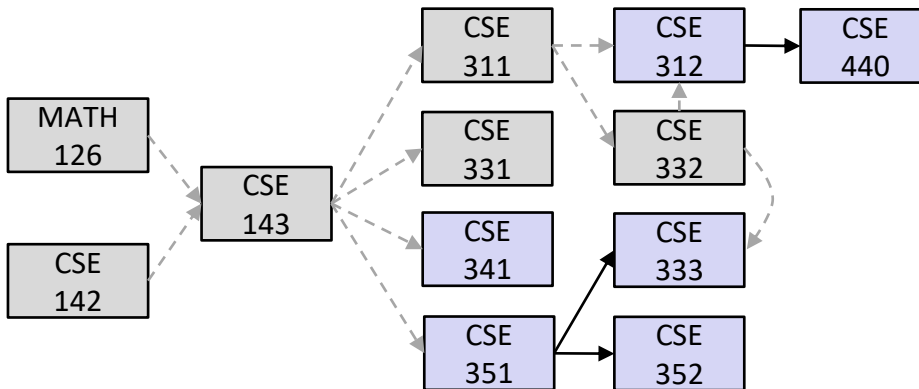 CSE
311
CSE
312
CSE
440
MATH
126
CSE
331
CSE
332
CSE
143
CSE
142
CSE
341
CSE
333
CSE
351
CSE
352